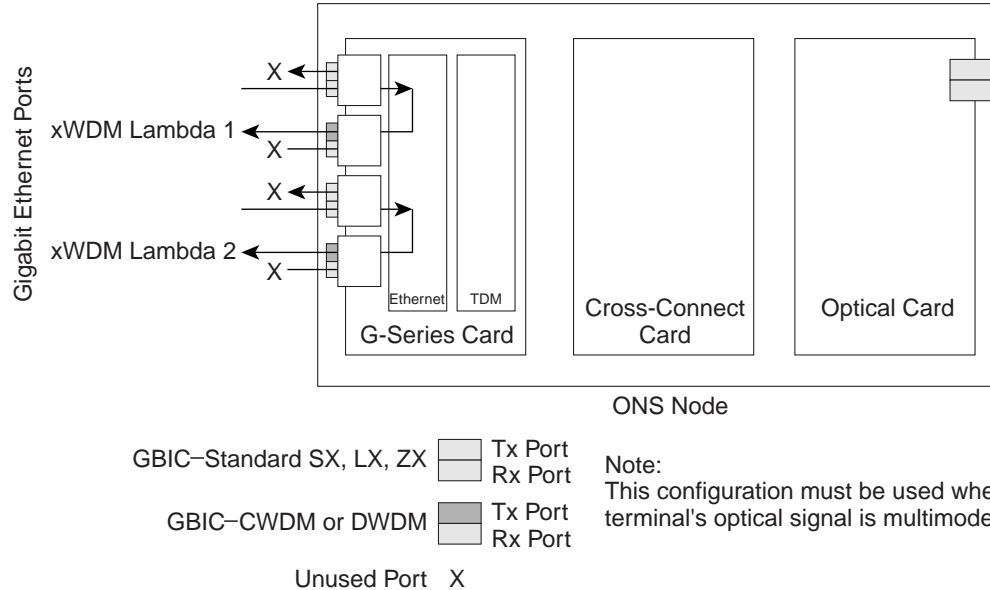 Gigabit Ethernet Ports
X
xWDM Lambda 1
X
X
xWDM Lambda 2
X
Ethernet
TDM
G-Series Card
Cross-Connect
Card
Optical Card
ONS Node
GBIC–Standard SX, LX, ZX
Tx Port
Rx Port
GBIC–CWDM or DWDM
Tx Port
Rx Port
Unused Port X
Note:
This configuration must be used whe
terminal's optical signal is multimode